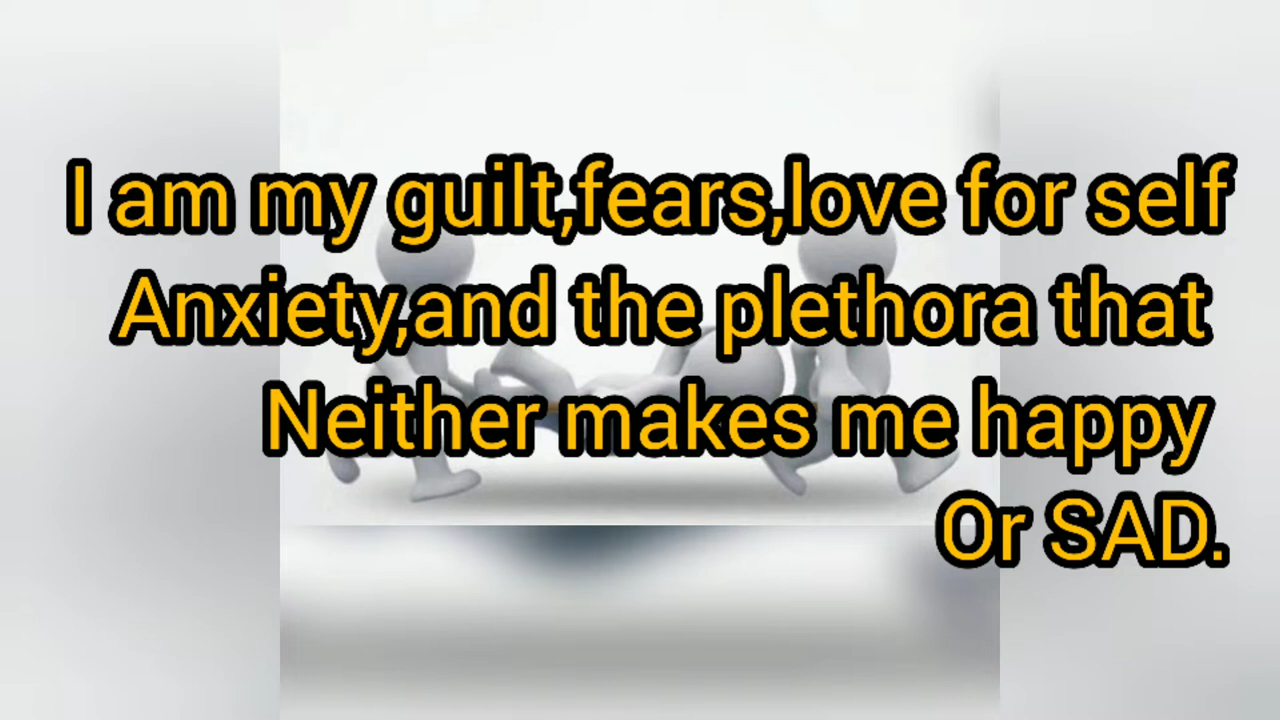 I am my guilt,fears,love for self
Anxiety,and the plethora that
Neither makes me happy
Or SAD.